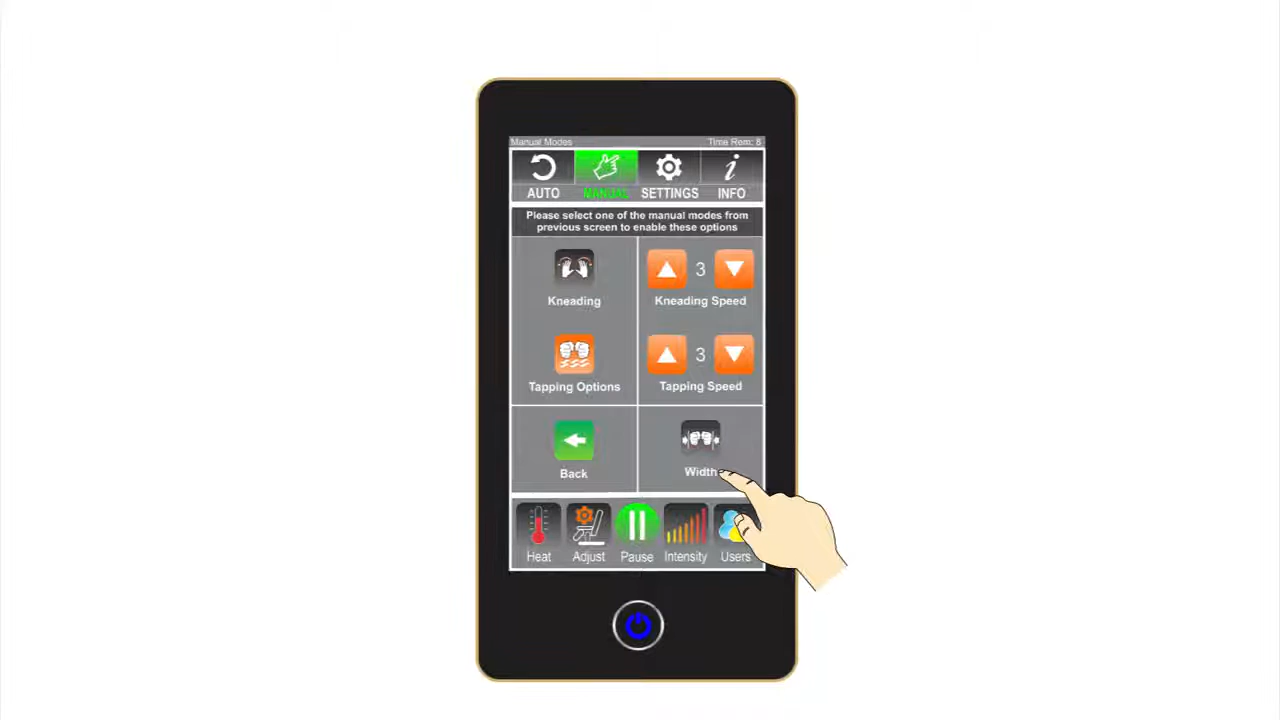 Manual Modes Time Rem: 8
AUTO MANUAL SETTINGS INFO
Please select one of the manual modes from
previous screen to enable these options
3
Kneading Kneading Speed
3
Tapping Options Tapping Speed
Back Width
Heat Adjust Pause Intensity Users